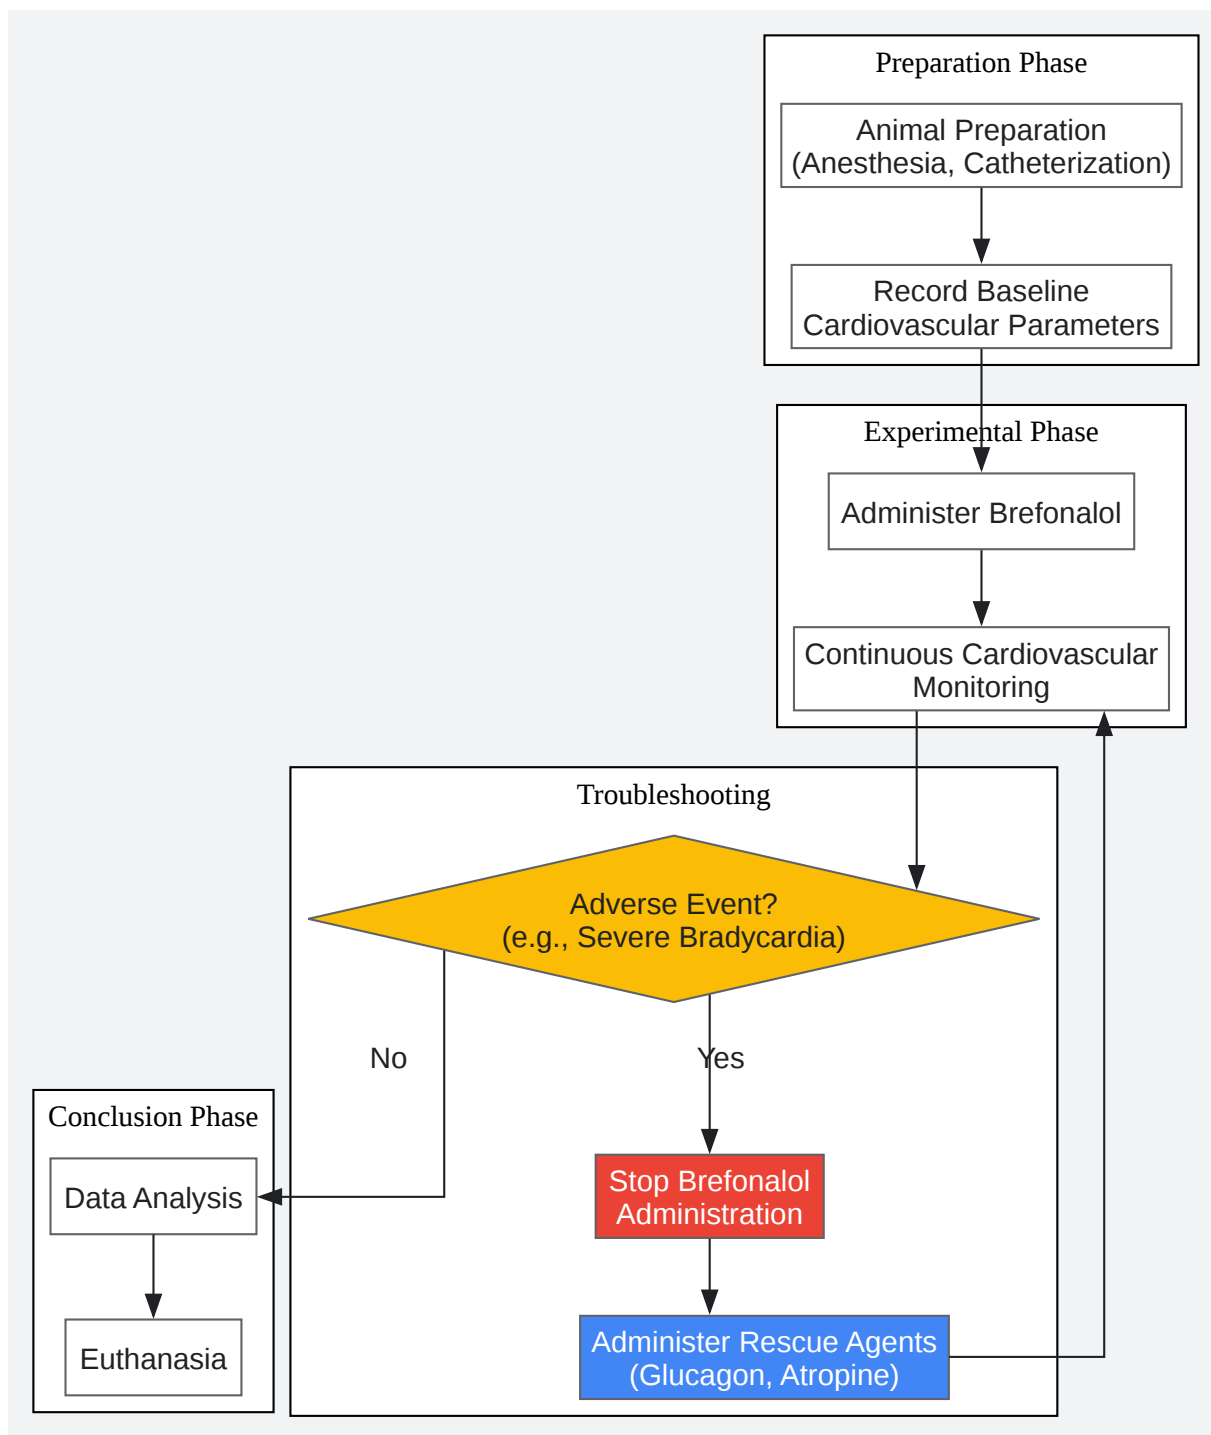 Preparation Phase
Animal Preparation
(Anesthesia, Catheterization)
Record Baseline
Cardiovascular Parameters
Experimental Phase
Administer Brefonalol
Continuous Cardiovascular
Monitoring
Troubleshooting
Adverse Event?
(e.g., Severe Bradycardia)
No
Yes
Conclusion Phase
Data Analysis
Euthanasia
Stop Brefonalol
Administration
Administer Rescue Agents
(Glucagon, Atropine)